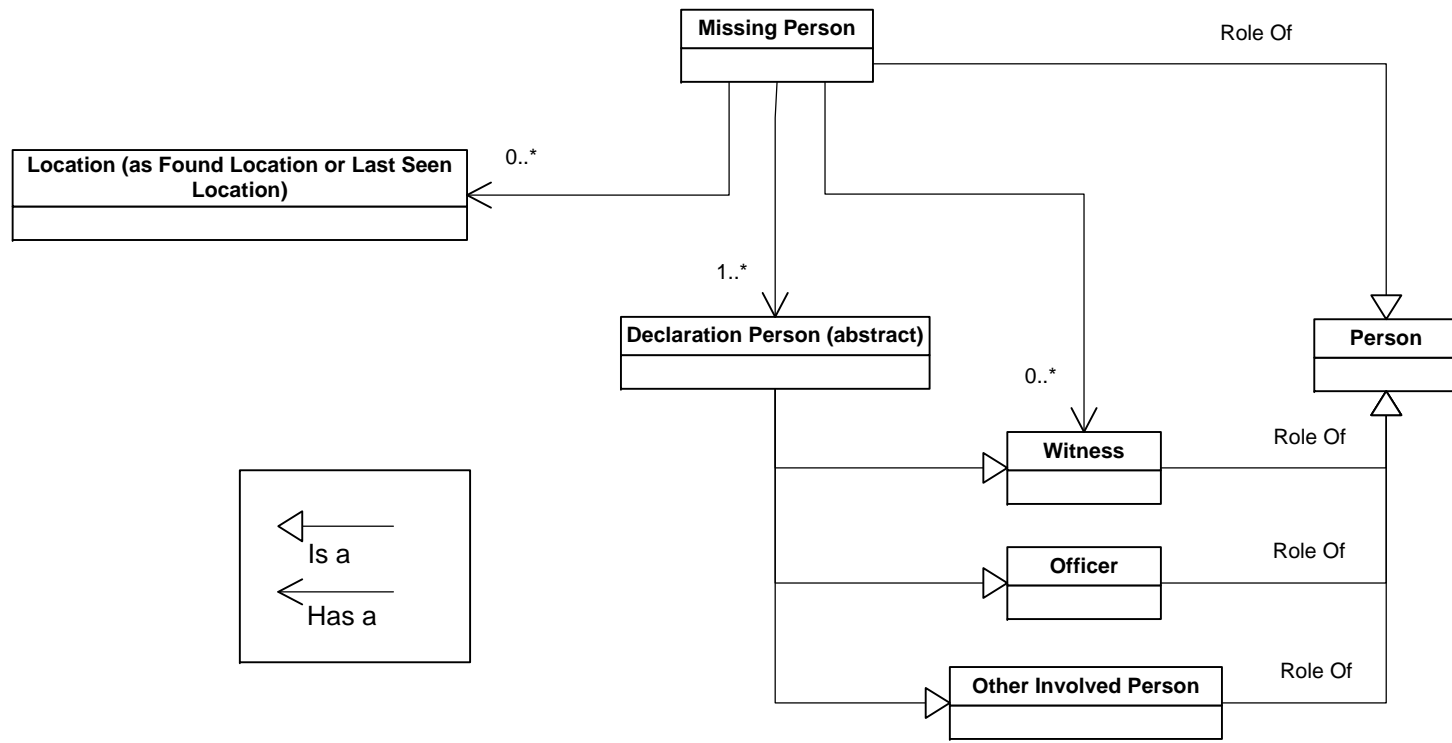 Missing Person
Role Of
Location (as Found Location or Last Seen
Location)
0..*
1..*
Declaration Person (abstract)
Person
0..*
Witness
Role Of
Is a
Has a
Officer
Role Of
Other Involved Person
Role Of